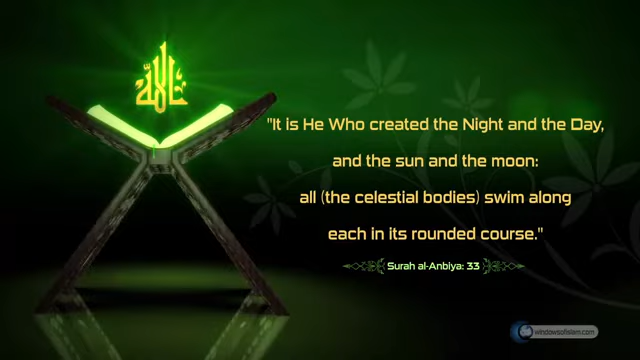 الله
"It is He Who created the Night and the Day,
and the sun and the moon:
all (the celestial bodies) swim along
each in its rounded course."
Surah al-Anbiya: 33
windowsofislam.com